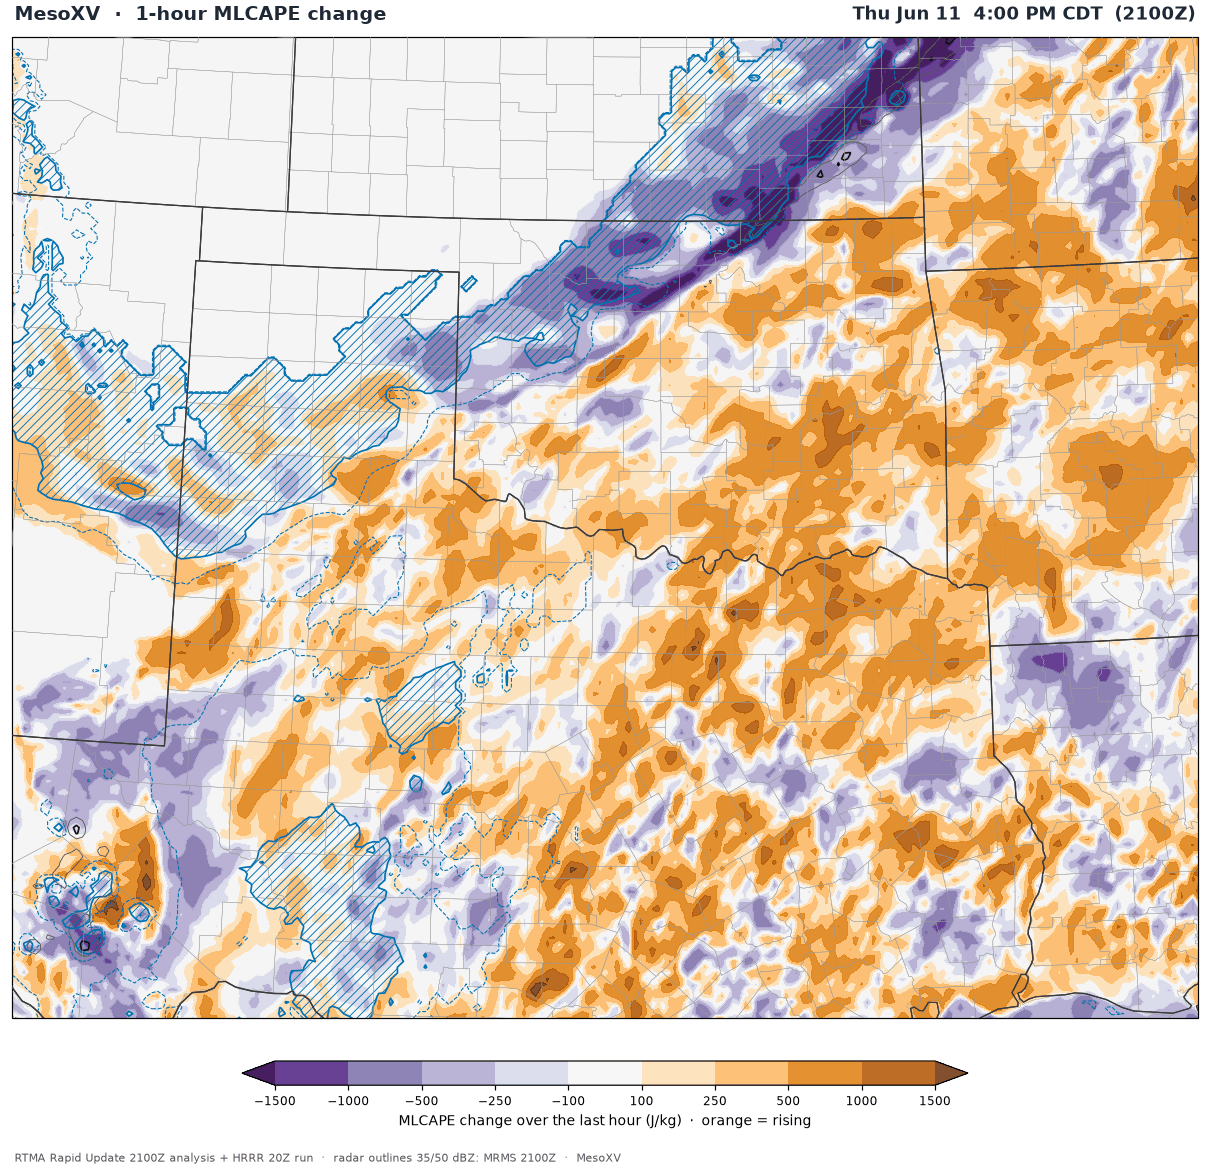 MesoXV · 1-hour MLCAPE change
Thu Jun 11 4:00 PM CDT (2100Z)
−1500 −1000 −500 −250 −100 100 250 500 1000 1500
MLCAPE change over the last hour (J/kg) · orange = rising
RTMA Rapid Update 2100Z analysis + HRRR 20Z run · radar outlines 35/50 dBZ: MRMS 2100Z · MesoXV